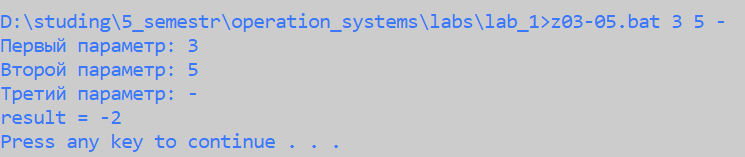 D:\studing\5_semestr\operation_systems\labs\lab_1>z03-05.bat 3 5 -
Первый параметр: 3
Второй параметр: 5
Третий параметр: -
result = -2
Press any key to continue . . .